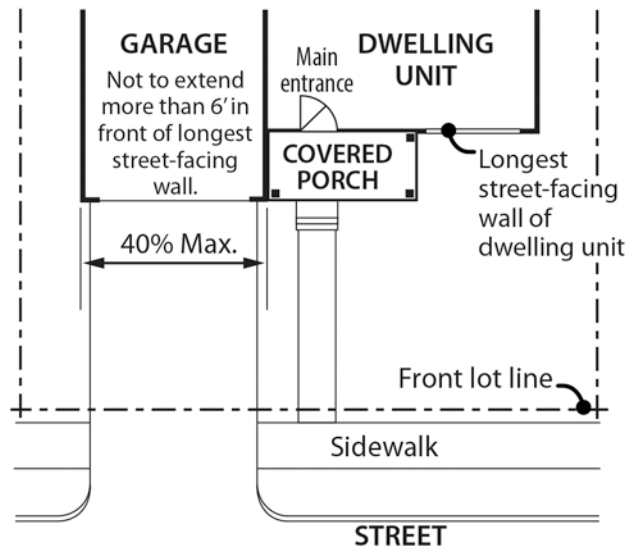 GARAGE
Not to extend
more than 6' in
front of longest
street-facing
wall.
Main
entrance
DWELLING
UNIT
COVERED
PORCH
Longest
street-facing
wall of
dwelling unit
40% Max.
Front lot line
Sidewalk
STREET